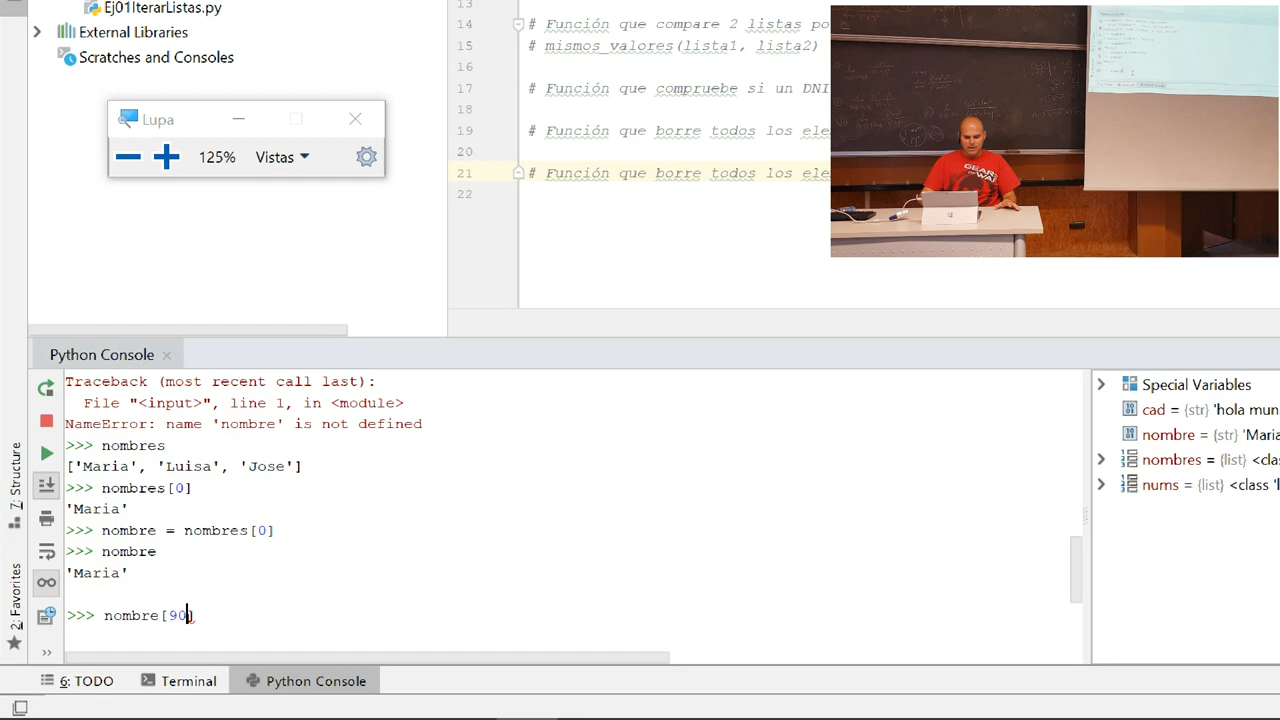 Ej01IterarListas.py
External Libraries
Scratches and Consoles
Lupa
125% Vistas
13
14 # Función que compare 2 listas po
15 # mismos_valores(lista1, lista2)
16
17 # Función que compruebe si un DNI
18
19 # Función que borre todos los ele
20
21 # Función que borre todos los ele
22
GEARS
OF WAR
Python Console
Traceback (most recent call last):
File "<input>", line 1, in <module>
NameError: name 'nombre' is not defined
>>> nombres
['Maria', 'Luisa', 'Jose']
>>> nombres[0]
'Maria'
>>> nombre = nombres[0]
>>> nombre
'Maria'
>>> nombre[90]
Special Variables
cad = {str} 'hola mun
nombre = {str} 'Maria
nombres = {list} <clas
nums = {list} <class 'l
7: Structure
2: Favorites
6: TODO
Terminal
Python Console